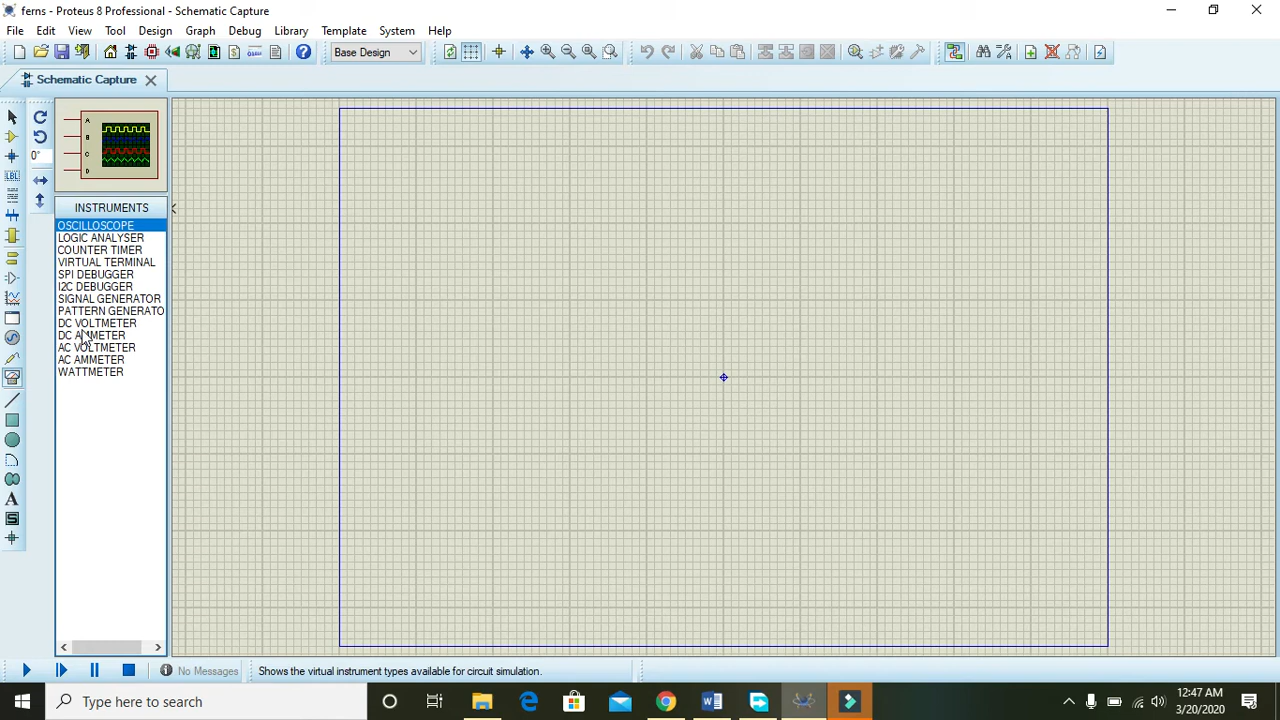 ferns - Proteus 8 Professional - Schematic Capture
File Edit View Tool Design Graph Debug Library Template System Help
Base Design
Schematic Capture
A
B
C
D
0°
LBL
INSTRUMENTS
OSCILLOSCOPE
LOGIC ANALYSER
COUNTER TIMER
VIRTUAL TERMINAL
SPI DEBUGGER
I2C DEBUGGER
SIGNAL GENERATOR
PATTERN GENERATO
DC VOLTMETER
DC AMMETER
AC VOLTMETER
AC AMMETER
WATTMETER
A
S
No Messages
Shows the virtual instrument types available for circuit simulation.
Type here to search
12:47 AM
3/20/2020